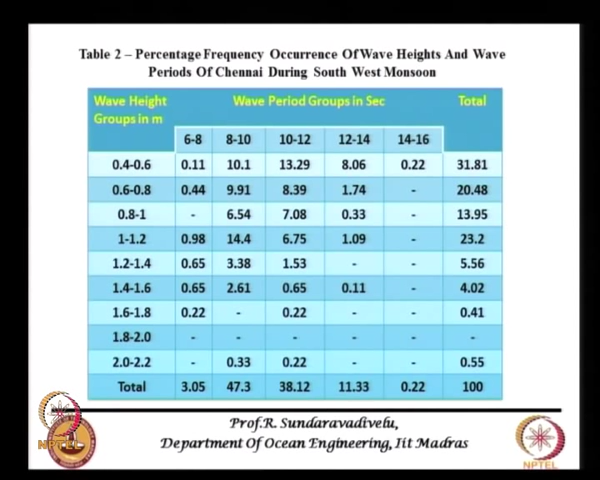 Table 2 – Percentage Frequency Occurrence Of Wave Heights And Wave
Periods Of Chennai During South West Monsoon
Wave Height Groups in m Wave Period Groups in Sec Total
6-8 8-10 10-12 12-14 14-16
0.4-0.6 0.11 10.1 13.29 8.06 0.22 31.81
0.6-0.8 0.44 9.91 8.39 1.74 - 20.48
0.8-1 - 6.54 7.08 0.33 - 13.95
1-1.2 0.98 14.4 6.75 1.09 - 23.2
1.2-1.4 0.65 3.38 1.53 - - 5.56
1.4-1.6 0.65 2.61 0.65 0.11 - 4.02
1.6-1.8 0.22 - 0.22 - - 0.41
1.8-2.0 - - - - - -
2.0-2.2 - 0.33 0.22 - - 0.55
Total 3.05 47.3 38.12 11.33 0.22 100
Prof.R. Sundaravadivelu,
Department Of Ocean Engineering, Iit Madras
NPTEL
NPTEL